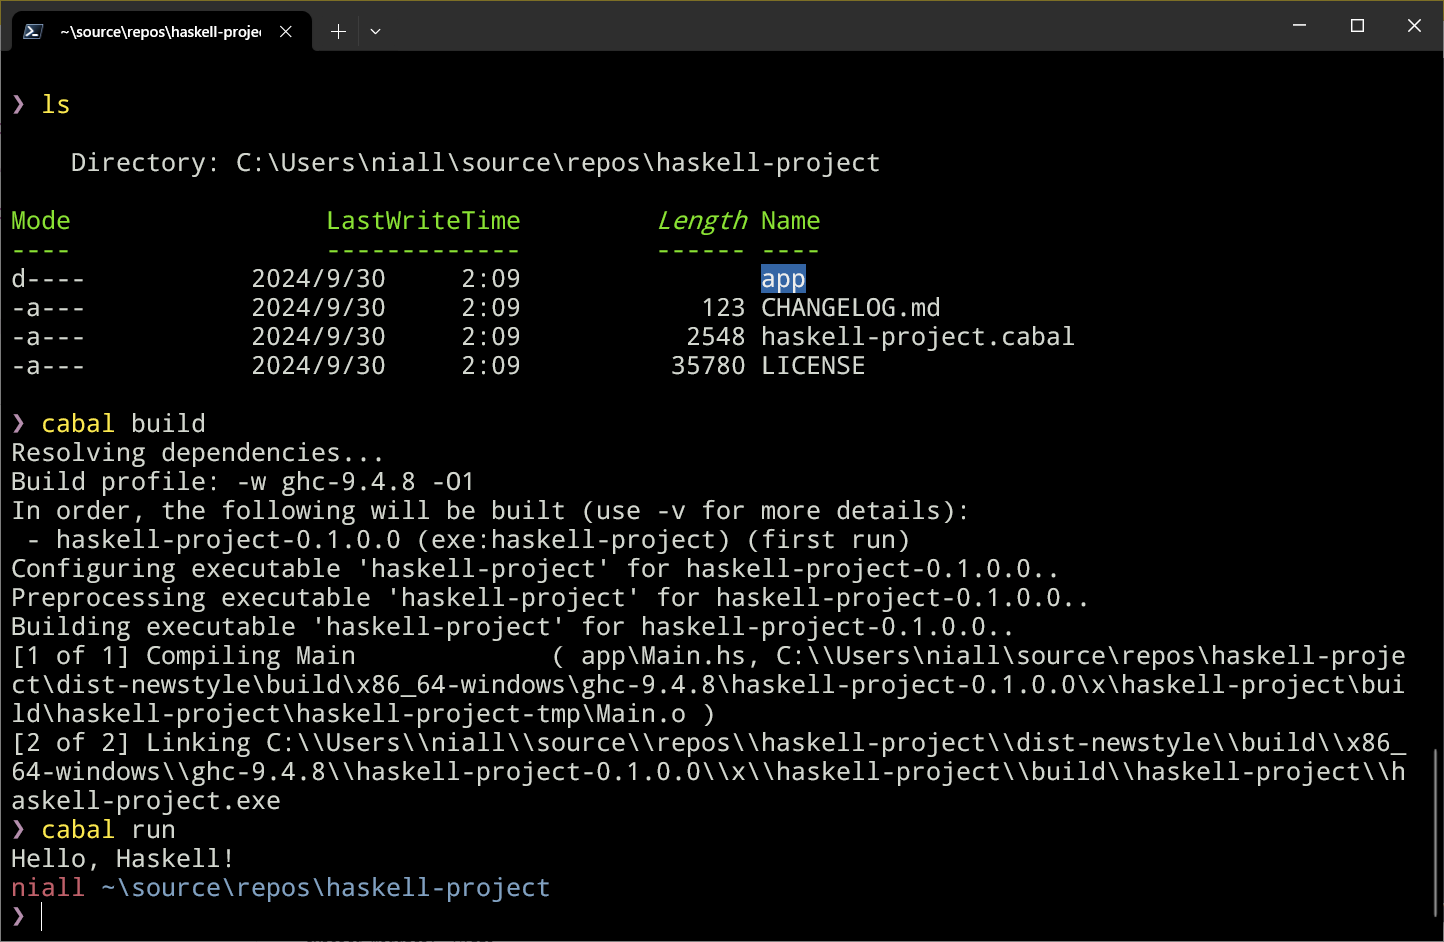 ~\source\repos\haskell-proje
❯ ls
Directory: C:\Users\niall\source\repos\haskell-project
Mode LastWriteTime Length Name
---- ------------- ------ ----
d---- 2024/9/30 2:09 app
-a--- 2024/9/30 2:09 123 CHANGELOG.md
-a--- 2024/9/30 2:09 2548 haskell-project.cabal
-a--- 2024/9/30 2:09 35780 LICENSE
❯ cabal build
Resolving dependencies...
Build profile: -w ghc-9.4.8 -O1
In order, the following will be built (use -v for more details):
 - haskell-project-0.1.0.0 (exe:haskell-project) (first run)
Configuring executable 'haskell-project' for haskell-project-0.1.0.0..
Preprocessing executable 'haskell-project' for haskell-project-0.1.0.0..
Building executable 'haskell-project' for haskell-project-0.1.0.0..
[1 of 1] Compiling Main ( app\Main.hs, C:\\Users\niall\source\repos\haskell-proje
ct\dist-newstyle\build\x86_64-windows\ghc-9.4.8\haskell-project-0.1.0.0\x\haskell-project\bui
ld\haskell-project\haskell-project-tmp\Main.o )
[2 of 2] Linking C:\\Users\\niall\\source\\repos\\haskell-project\\dist-newstyle\\build\\x86_
64-windows\\ghc-9.4.8\\haskell-project-0.1.0.0\\x\\haskell-project\\build\\haskell-project\\h
askell-project.exe
❯ cabal run
Hello, Haskell!
niall ~\source\repos\haskell-project
❯